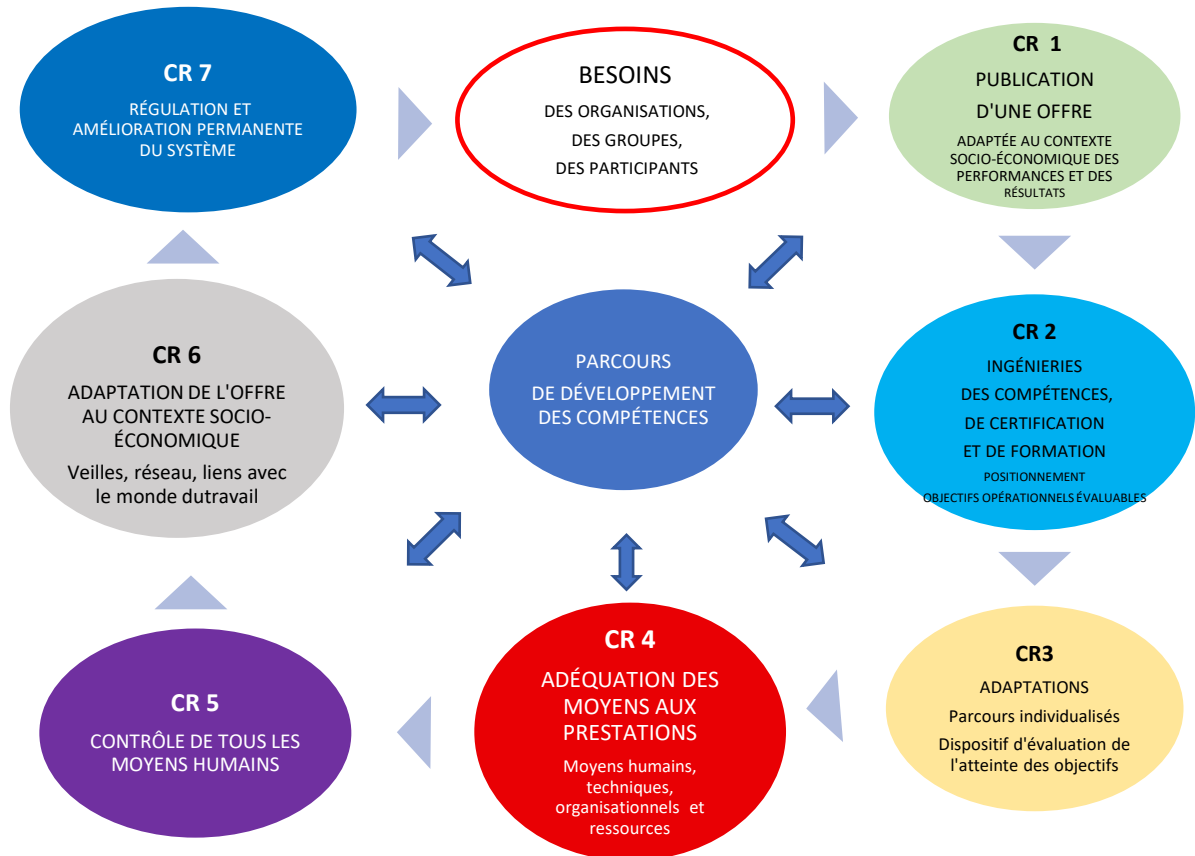 CR 7
RÉGULATION ET
AMÉLIORATION PERMANENTE
DU SYSTÈME
BESOINS
DES ORGANISATIONS,
DES GROUPES,
DES PARTICIPANTS
CR 1
PUBLICATION
D'UNE OFFRE
ADAPTÉE AU CONTEXTE
SOCIO-ÉCONOMIQUE DES
PERFORMANCES ET DES
RÉSULTATS
CR 6
ADAPTATION DE L'OFFRE
AU CONTEXTE SOCIO-
ÉCONOMIQUE
Veilles, réseau, liens avec
le monde dutravail
PARCOURS
DE DÉVELOPPEMENT
DES COMPÉTENCES
CR 2
INGÉNIERIES
DES COMPÉTENCES,
DE CERTIFICATION
ET DE FORMATION
POSITIONNEMENT
OBJECTIFS OPÉRATIONNELS ÉVALUABLES
CR 5
CONTRÔLE DE TOUS LES
MOYENS HUMAINS
CR 4
ADÉQUATION DES
MOYENS AUX
PRESTATIONS
Moyens humains,
techniques,
organisationnels et
ressources
CR3
ADAPTATIONS
Parcours individualisés
Dispositif d'évaluation de
l'atteinte des objectifs